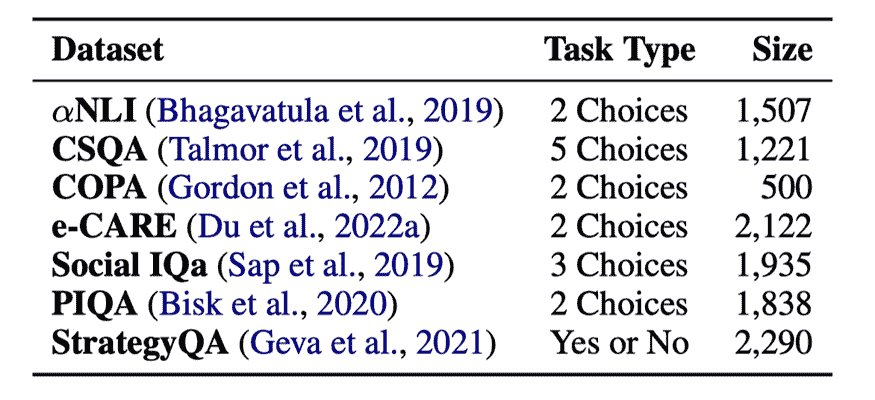 Dataset Task Type Size
αNLI (Bhagavatula et al., 2019) 2 Choices 1,507
CSQA (Talmor et al., 2019) 5 Choices 1,221
COPA (Gordon et al., 2012) 2 Choices 500
e-CARE (Du et al., 2022a) 2 Choices 2,122
Social IQa (Sap et al., 2019) 3 Choices 1,935
PIQA (Bisk et al., 2020) 2 Choices 1,838
StrategyQA (Geva et al., 2021) Yes or No 2,290